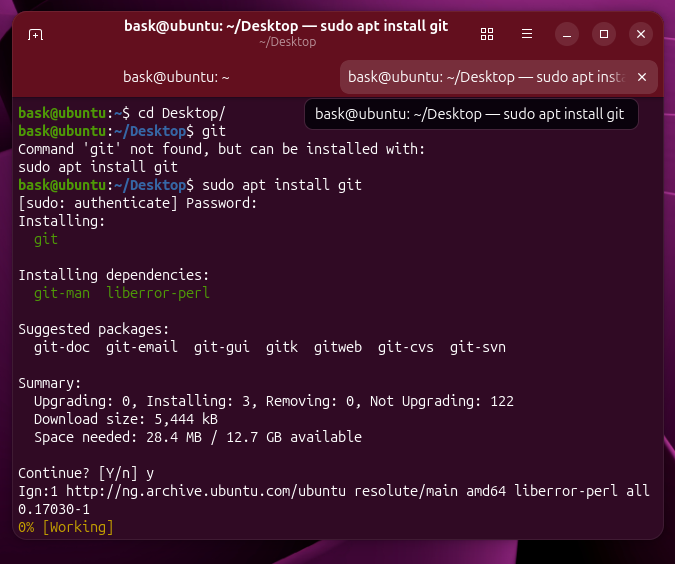 bask@ubuntu: ~/Desktop — sudo apt install git
~/Desktop
bask@ubuntu: ~
bask@ubuntu: ~/Desktop — sudo apt insta
bask@ubuntu:~$ cd Desktop/
bask@ubuntu: ~/Desktop — sudo apt install git
bask@ubuntu:~/Desktop$ git
Command 'git' not found, but can be installed with:
sudo apt install git
bask@ubuntu:~/Desktop$ sudo apt install git
[sudo: authenticate] Password:
Installing:
git
Installing dependencies:
git-man liberror-perl
Suggested packages:
git-doc git-email git-gui gitk gitweb git-cvs git-svn
Summary:
Upgrading: 0, Installing: 3, Removing: 0, Not Upgrading: 122
Download size: 5,444 kB
Space needed: 28.4 MB / 12.7 GB available
Continue? [Y/n] y
Ign:1 http://ng.archive.ubuntu.com/ubuntu resolute/main amd64 liberror-perl all
0.17030-1
0% [Working]